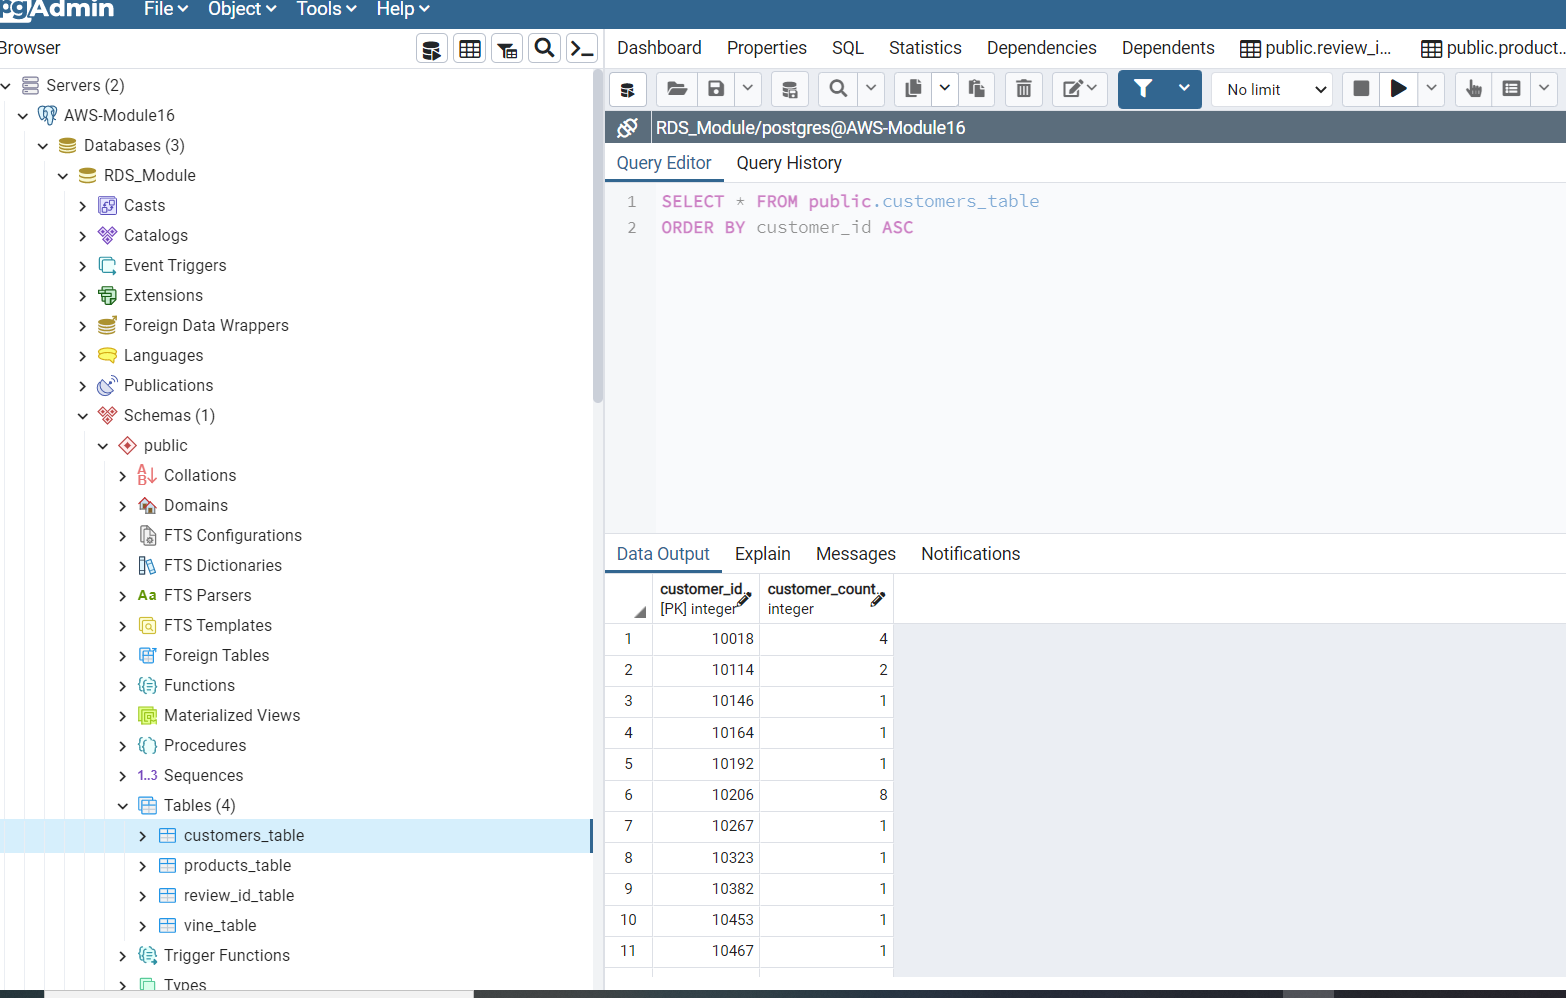 pgAdmin File Object Tools Help
Browser
Dashboard Properties SQL Statistics Dependencies Dependents public.review_i... public.product...
Servers (2)
AWS-Module16
Databases (3)
RDS_Module
Casts
Catalogs
Event Triggers
Extensions
Foreign Data Wrappers
Languages
Publications
Schemas (1)
public
Collations
Domains
FTS Configurations
FTS Dictionaries
Aa FTS Parsers
FTS Templates
Foreign Tables
Functions
Materialized Views
Procedures
1..3 Sequences
Tables (4)
customers_table
products_table
review_id_table
vine_table
Trigger Functions
Types
No limit
RDS_Module/postgres@AWS-Module16
Query Editor Query History
1 SELECT * FROM public.customers_table
2 ORDER BY customer_id ASC
Data Output Explain Messages Notifications
customer_id customer_count
[PK] integer integer
1 10018 4
2 10114 2
3 10146 1
4 10164 1
5 10192 1
6 10206 8
7 10267 1
8 10323 1
9 10382 1
10 10453 1
11 10467 1